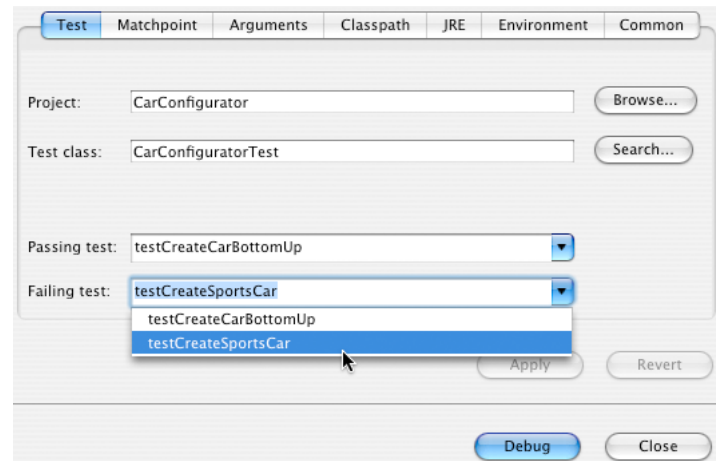 Test Matchpoint Arguments Classpath JRE Environment Common
Project: CarConfigurator Browse...
Test class: CarConfiguratorTest Search...
Passing test: testCreateCarBottomUp
Failing test: testCreateSportsCar
testCreateCarBottomUp
testCreateSportsCar
Apply Revert
Debug Close